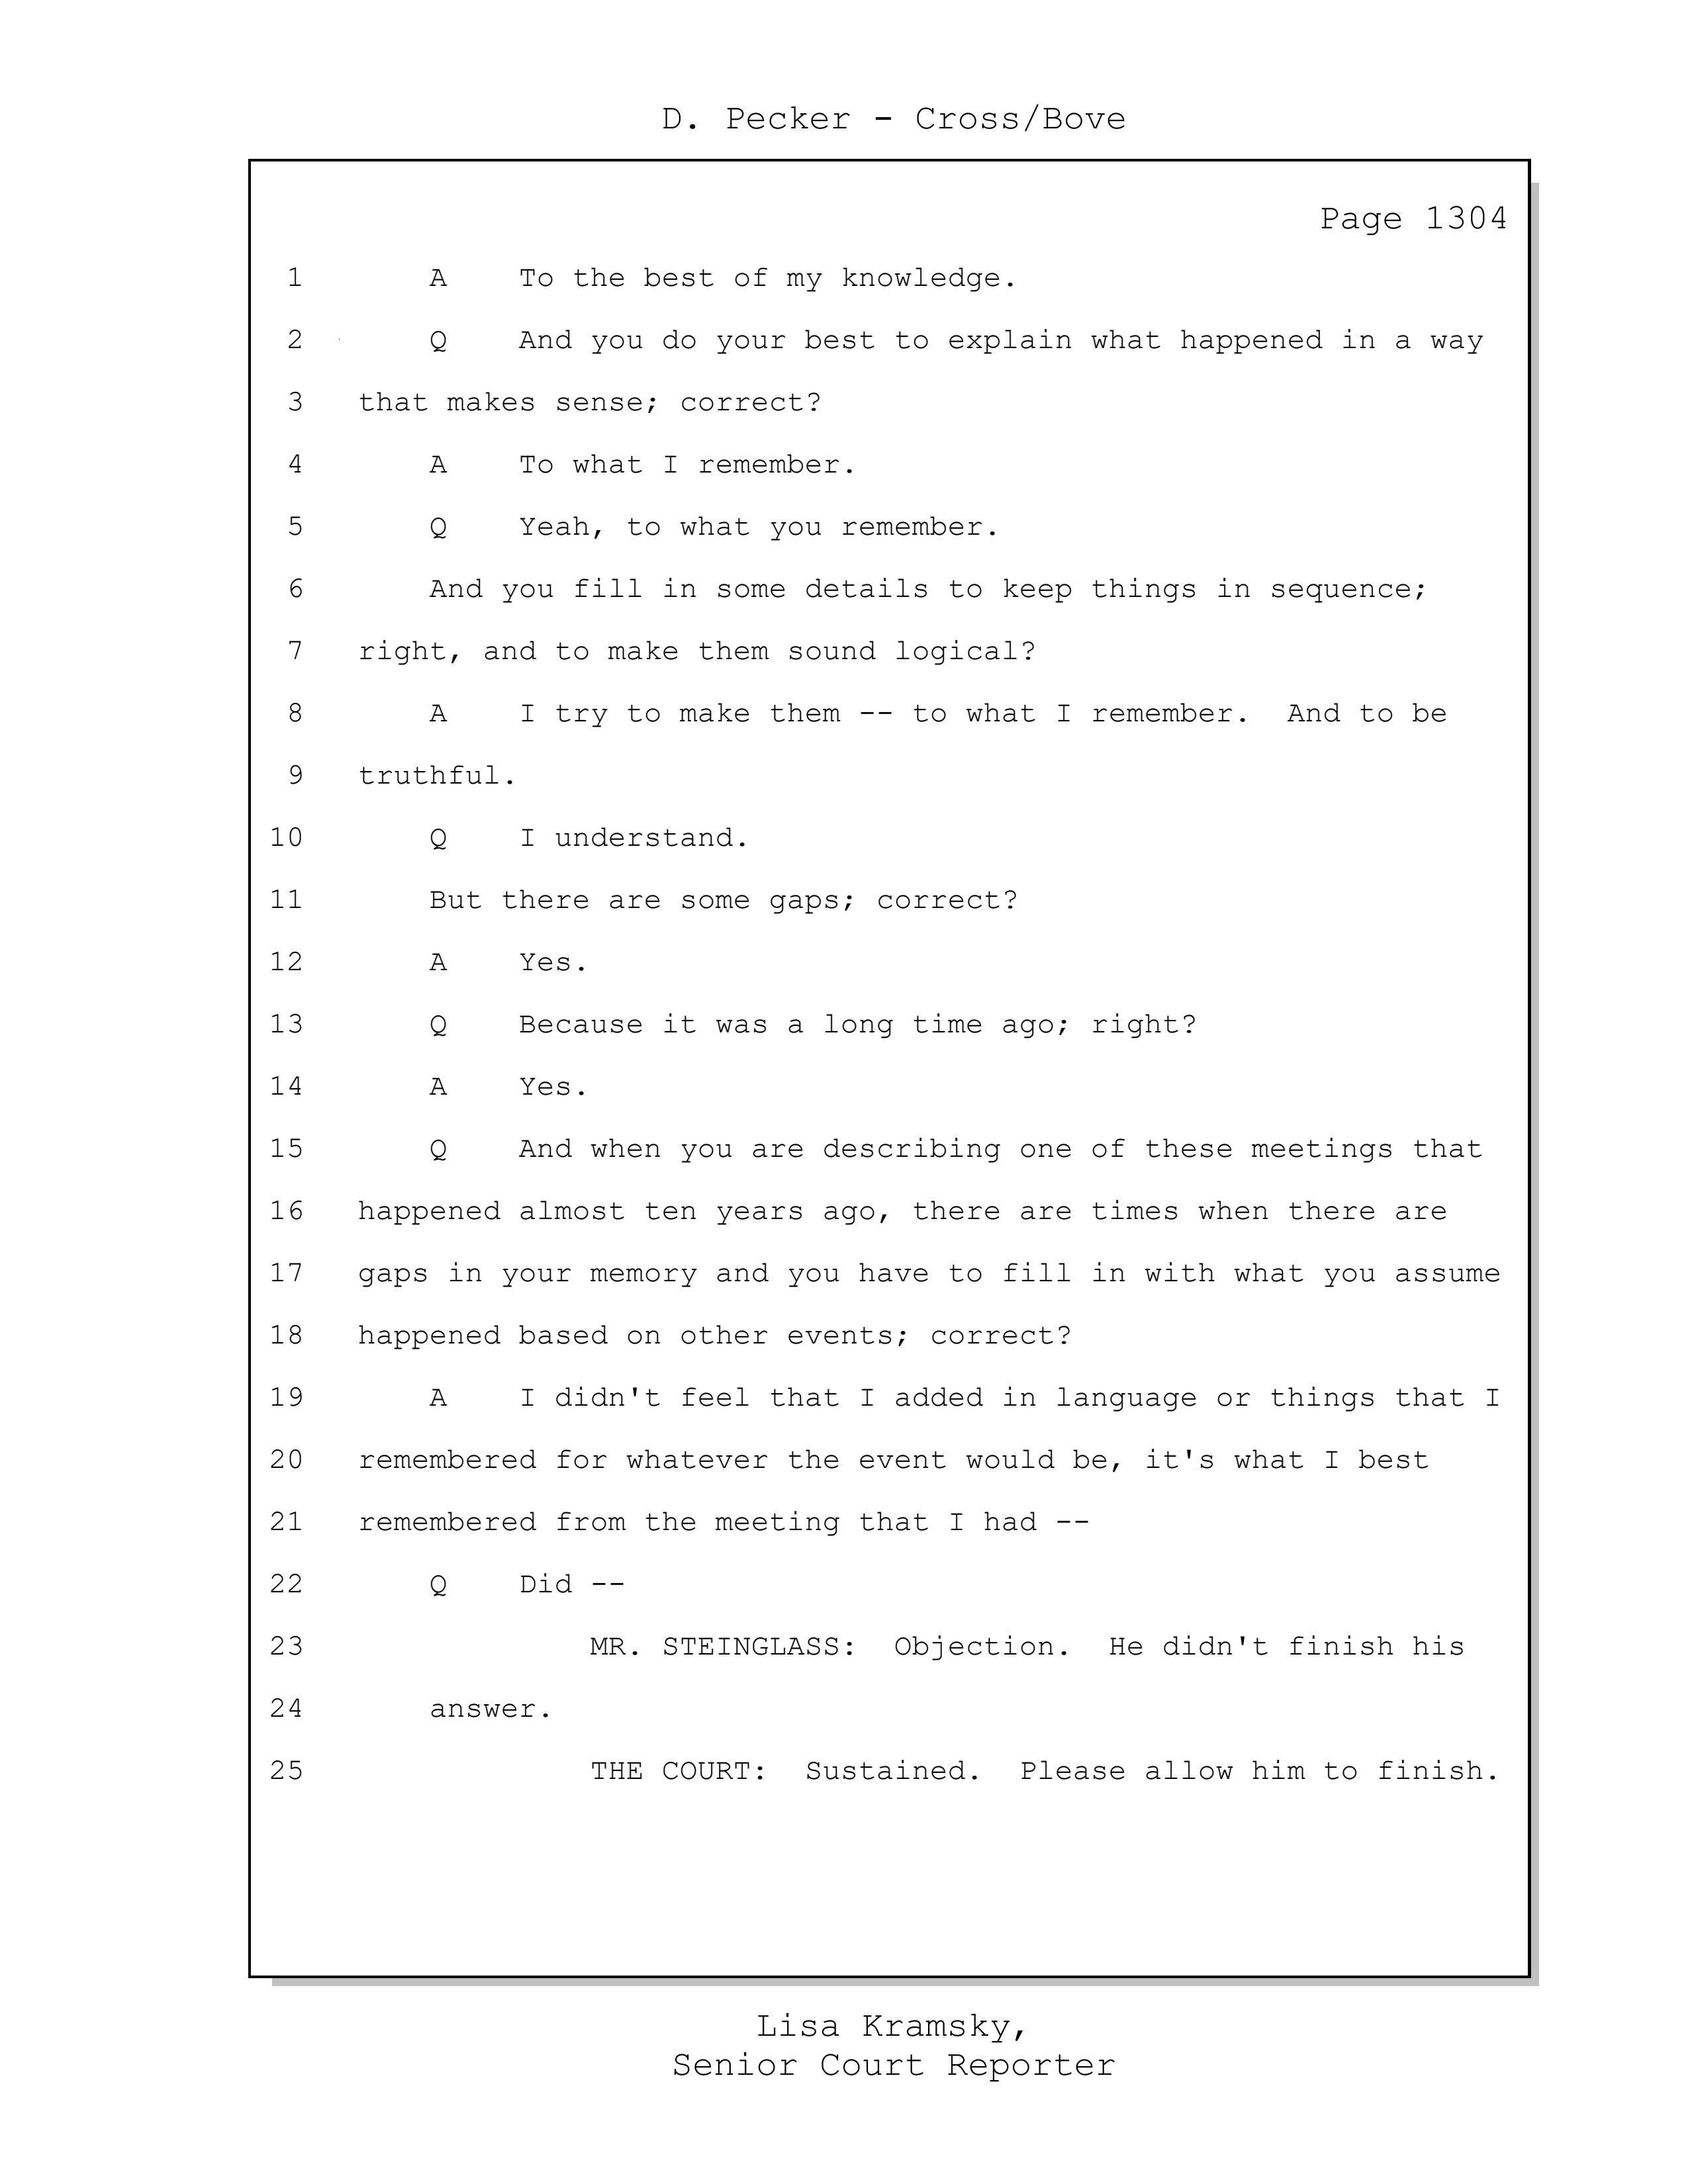 D. Pecker - Cross/Bove
Page 1304
1 A To the best of my knowledge.
2 Q And you do your best to explain what happened in a way
3 that makes sense; correct?
4 A To what I remember.
5 Q Yeah, to what you remember.
6 And you fill in some details to keep things in sequence;
7 right, and to make them sound logical?
8 A I try to make them -- to what I remember. And to be
9 truthful.
10 Q I understand.
11 But there are some gaps; correct?
12 A Yes.
13 Q Because it was a long time ago; right?
14 A Yes.
15 Q And when you are describing one of these meetings that
16 happened almost ten years ago, there are times when there are
17 gaps in your memory and you have to fill in with what you assume
18 happened based on other events; correct?
19 A I didn't feel that I added in language or things that I
20 remembered for whatever the event would be, it's what I best
21 remembered from the meeting that I had --
22 Q Did --
23 MR. STEINGLASS: Objection. He didn't finish his
24 answer.
25 THE COURT: Sustained. Please allow him to finish.
Lisa Kramsky,
Senior Court Reporter